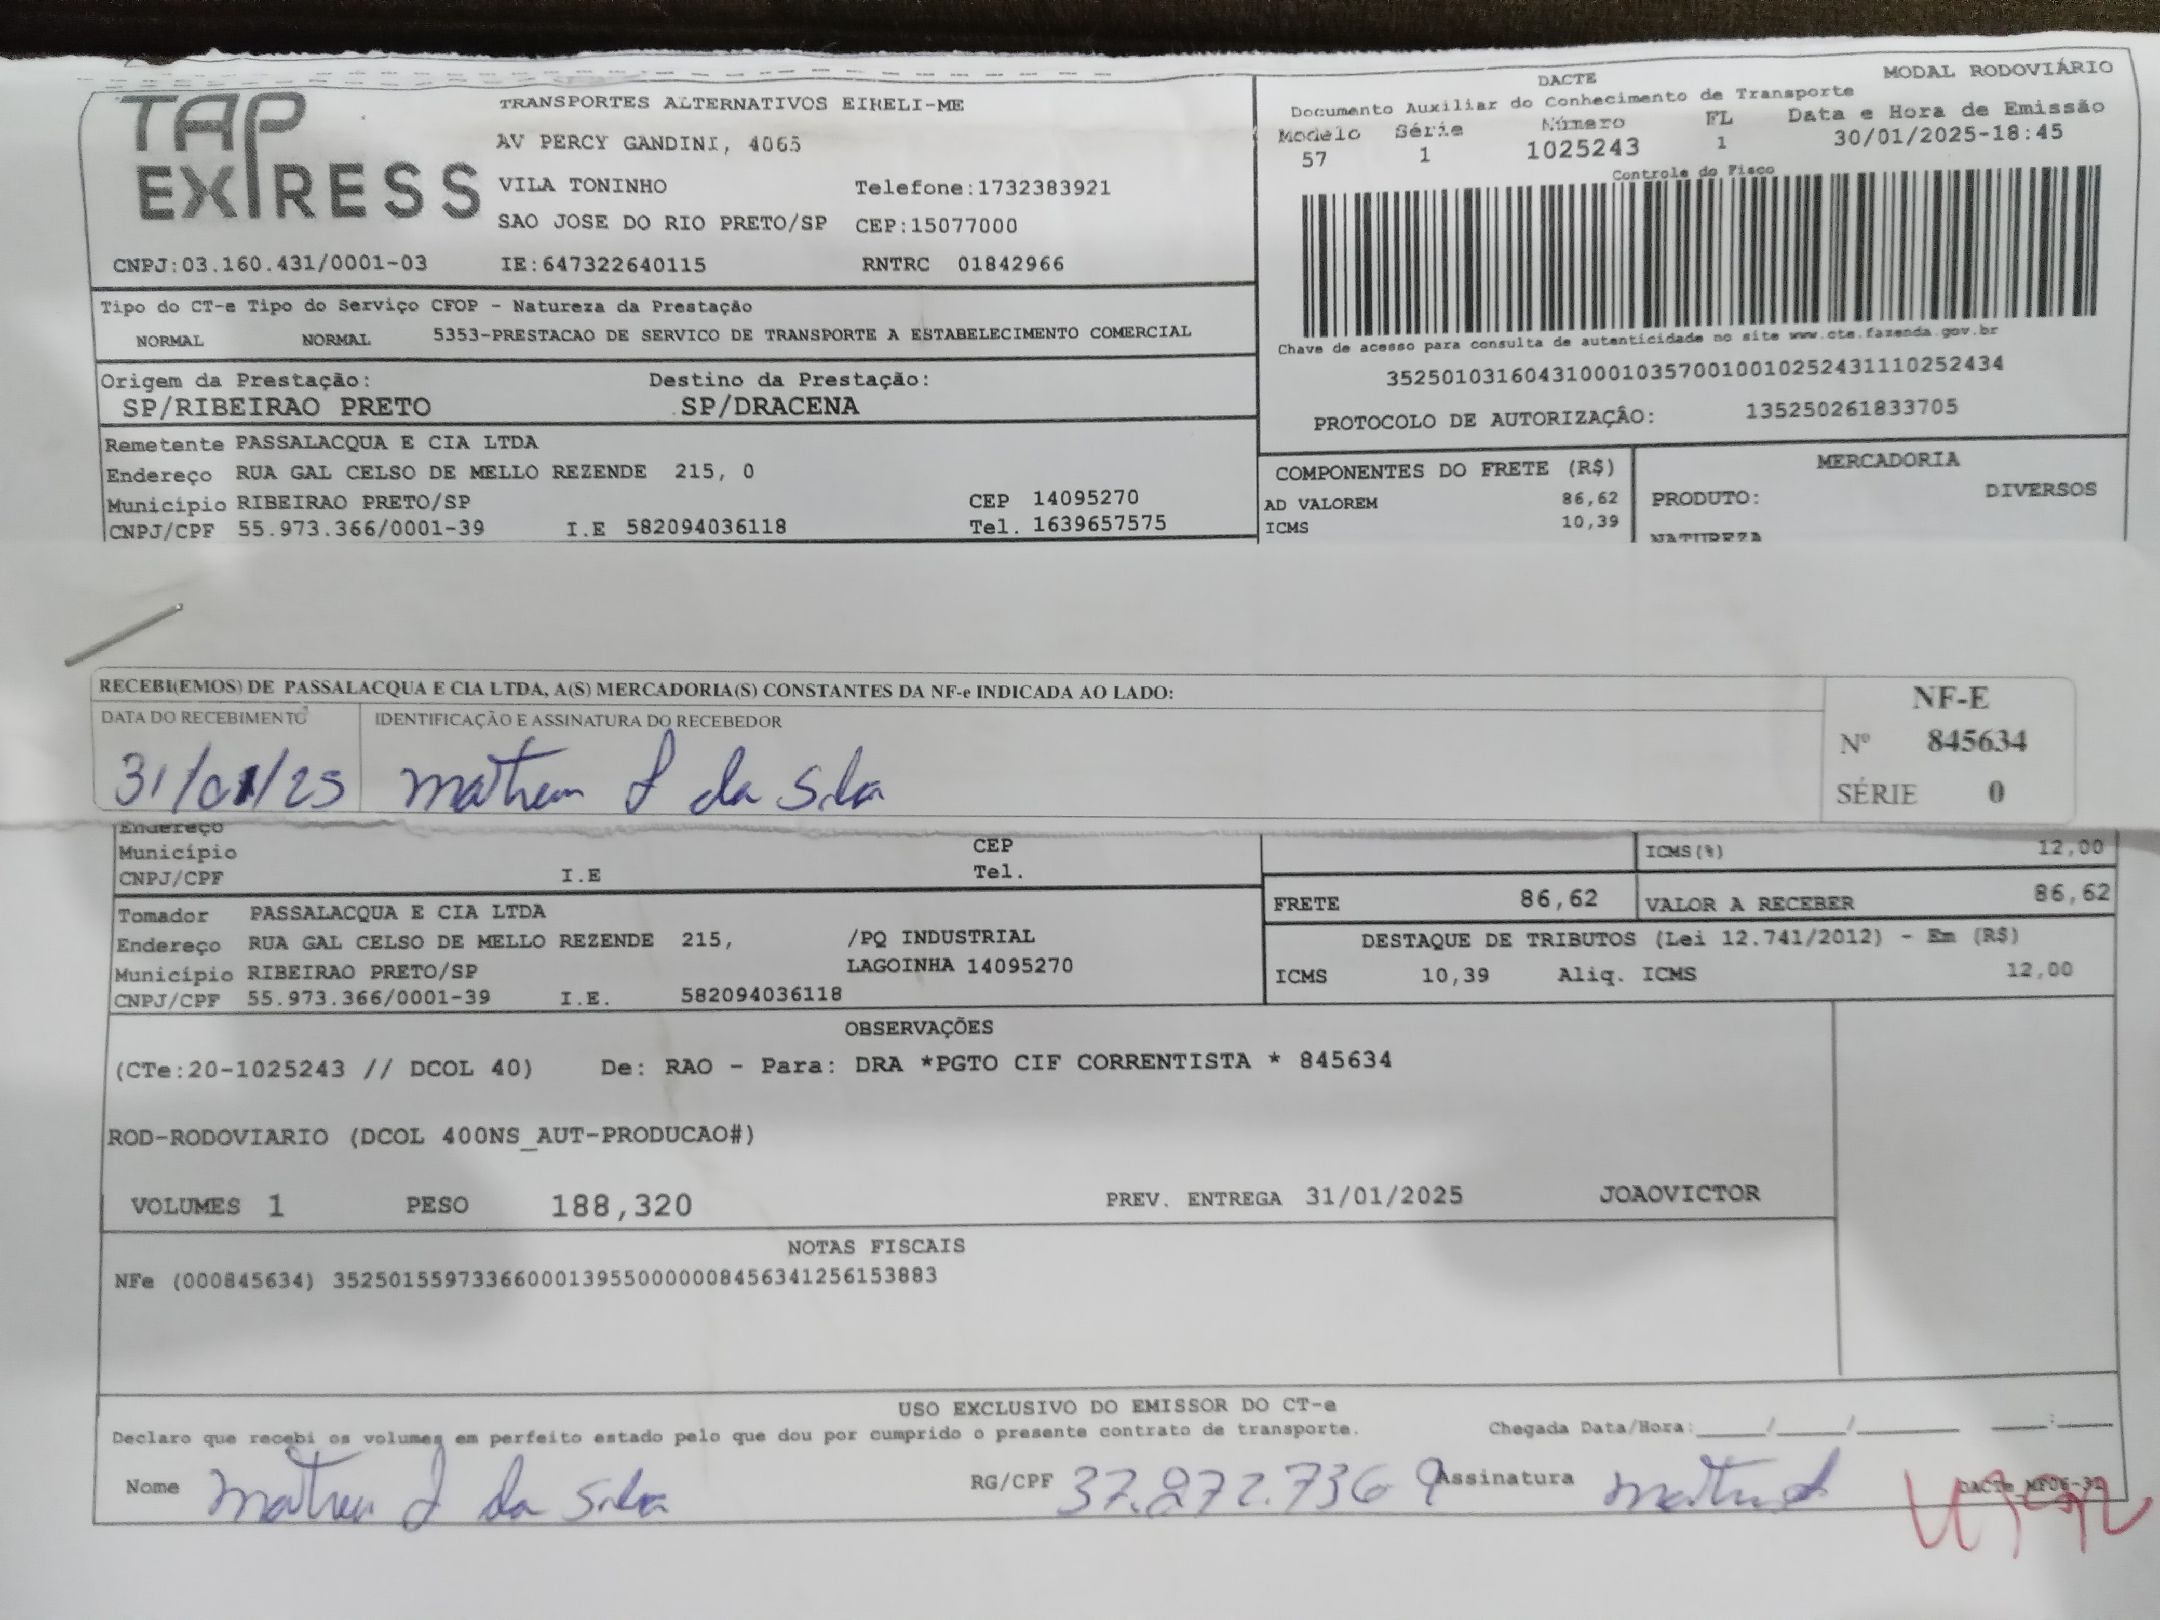 TAP
EXPRESS
TRANSPORTES ALTERNATIVOS EIRELI-ME
AV PERCY GANDINI, 4065
VILA TONINHO Telefone:1732383921
SAO JOSE DO RIO PRETO/SP CEP:15077000
CNPJ:03.160.431/0001-03 IE:647322640115 RNTRC 01842966
DACTE MODAL RODOVIÁRIO
Documento Auxiliar do Conhecimento de Transporte
Modelo Série Número FL Data e Hora de Emissão
57 1 1025243 1 30/01/2025-18:45
Controle do Fisco
Chave de acesso para consulta de autenticidade no site www.cte.fazenda.gov.br
35250103160431000103570010010252431110252434
PROTOCOLO DE AUTORIZAÇÃO: 135250261833705
Tipo do CT-e Tipo do Serviço CFOP - Natureza da Prestação
NORMAL NORMAL 5353-PRESTACAO DE SERVICO DE TRANSPORTE A ESTABELECIMENTO COMERCIAL
Origem da Prestação: Destino da Prestação:
SP/RIBEIRAO PRETO SP/DRACENA
Remetente PASSALACQUA E CIA LTDA
Endereço RUA GAL CELSO DE MELLO REZENDE 215, 0
Município RIBEIRAO PRETO/SP CEP 14095270
CNPJ/CPF 55.973.366/0001-39 I.E 582094036118 Tel. 1639657575
COMPONENTES DO FRETE (R$) MERCADORIA
AD VALOREM 86,62 PRODUTO: DIVERSOS
ICMS 10,39 NATUREZA
RECEBI(EMOS) DE PASSALACQUA E CIA LTDA, A(S) MERCADORIA(S) CONSTANTES DA NF-e INDICADA AO LADO:
DATA DO RECEBIMENTO IDENTIFICAÇÃO E ASSINATURA DO RECEBEDOR
31/01/25 Matheus S da Silva
NF-E
Nº 845634
SÉRIE 0
Endereço
Município CEP
CNPJ/CPF I.E Tel.
ICMS(%) 12,00
FRETE 86,62 VALOR A RECEBER 86,62
Tomador PASSALACQUA E CIA LTDA
Endereço RUA GAL CELSO DE MELLO REZENDE 215, /PQ INDUSTRIAL
Município RIBEIRAO PRETO/SP LAGOINHA 14095270
CNPJ/CPF 55.973.366/0001-39 I.E. 582094036118
DESTAQUE DE TRIBUTOS (Lei 12.741/2012) - Em (R$)
ICMS 10,39 Aliq. ICMS 12,00
OBSERVAÇÕES
(CTe:20-1025243 // DCOL 40) De: RAO - Para: DRA *PGTO CIF CORRENTISTA * 845634
ROD-RODOVIARIO (DCOL 400NS_AUT-PRODUCAO#)
VOLUMES 1 PESO 188,320 PREV. ENTREGA 31/01/2025 JOAOVICTOR
NOTAS FISCAIS
NFe (000845634) 35250155973366000139550000008456341256153883
USO EXCLUSIVO DO EMISSOR DO CT-e
Declaro que recebi os volumes em perfeito estado pelo que dou por cumprido o presente contrato de transporte. Chegada Data/Hora: / / :
Nome Matheus S da Silva RG/CPF 37.272.736 9 Assinatura Matheus S